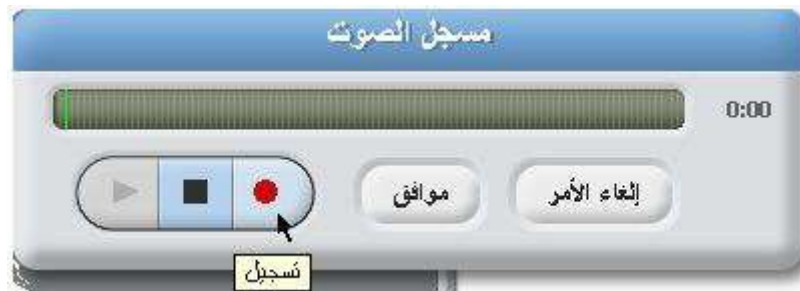 مسجل الصوت
0:00
موافق
إلغاء الأمر
تسجيل